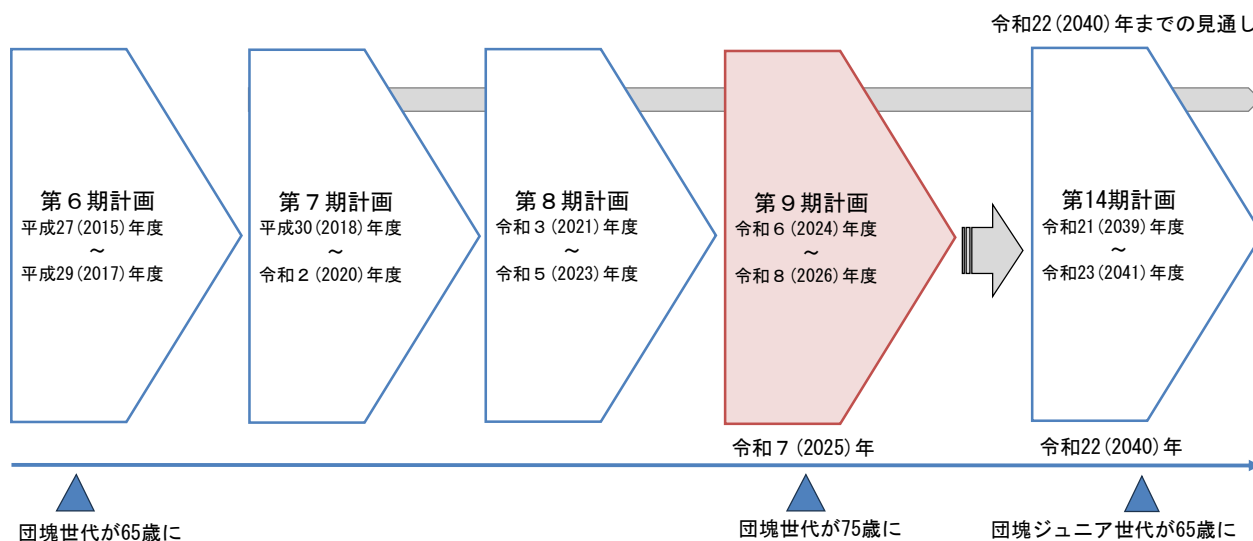 令和22(2040)年までの見通し
第６期計画
平成27(2015)年度
～
平成29(2017)年度
第７期計画
平成30(2018)年度
～
令和２(2020)年度
第８期計画
令和３(2021)年度
～
令和５(2023)年度
第９期計画
令和６(2024)年度
～
令和８(2026)年度
第14期計画
令和21(2039)年度
～
令和23(2041)年度
令和７(2025)年
令和22(2040)年
団塊世代が65歳に
団塊世代が75歳に
団塊ジュニア世代が65歳に